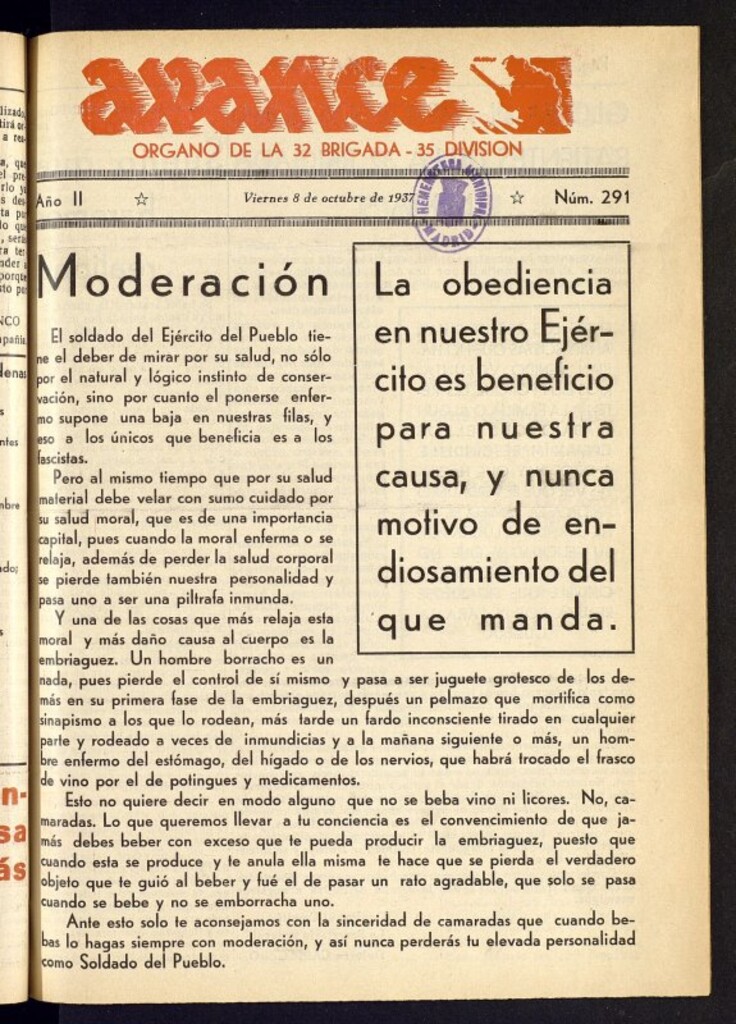 avance
ORGANO DE LA 32 BRIGADA - 35 DIVISION
Año II ☆ Viernes 8 de octubre de 1937 ☆ Núm. 291
HEMEROTECA MUNICIPAL
MADRID
Moderación
El soldado del Ejército del Pueblo tie-
ne el deber de mirar por su salud, no sólo
por el natural y lógico instinto de conser-
vación, sino por cuanto el ponerse enfer-
mo supone una baja en nuestras filas, y
eso a los únicos que beneficia es a los
fascistas.
Pero al mismo tiempo que por su salud
material debe velar con sumo cuidado por
su salud moral, que es de una importancia
capital, pues cuando la moral enferma o se
relaja, además de perder la salud corporal
se pierde también nuestra personalidad y
pasa uno a ser una piltrafa inmunda.
Y una de las cosas que más relaja esta
moral y más daño causa al cuerpo es la
embriaguez. Un hombre borracho es un
nada, pues pierde el control de sí mismo y pasa a ser juguete grotesco de los de-
más en su primera fase de la embriaguez, después un pelmazo que mortifica como
sinapismo a los que lo rodean, más tarde un fardo inconsciente tirado en cualquier
parte y rodeado a veces de inmundicias y a la mañana siguiente o más, un hom-
bre enfermo del estómago, del hígado o de los nervios, que habrá trocado el frasco
de vino por el de potingues y medicamentos.
Esto no quiere decir en modo alguno que no se beba vino ni licores. No, ca-
maradas. Lo que queremos llevar a tu conciencia es el convencimiento de que ja-
más debes beber con exceso que te pueda producir la embriaguez, puesto que
cuando esta se produce y te anula ella misma te hace que se pierda el verdadero
objeto que te guió al beber y fué el de pasar un rato agradable, que solo se pasa
cuando se bebe y no se emborracha uno.
Ante esto solo te aconsejamos con la sinceridad de camaradas que cuando be-
bas lo hagas siempre con moderación, y así nunca perderás tu elevada personalidad
como Soldado del Pueblo.
La obediencia
en nuestro Ejér-
cito es beneficio
para nuestra
causa, y nunca
motivo de en-
diosamiento del
que manda.